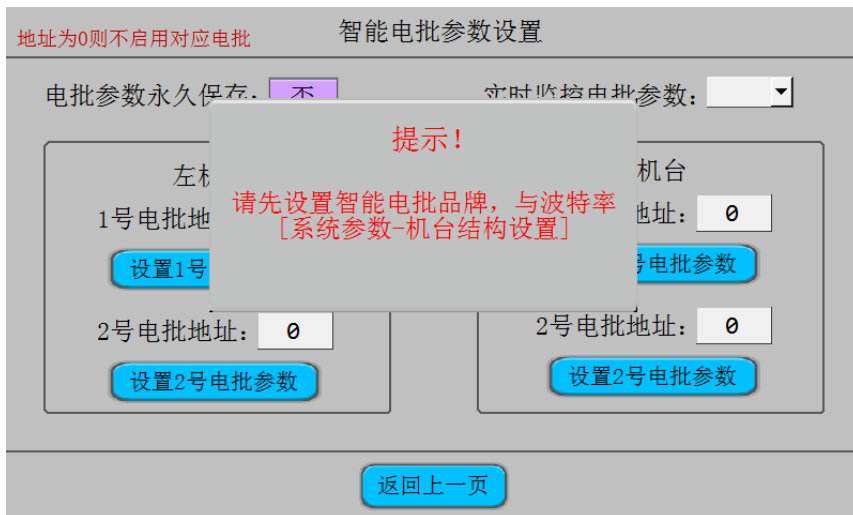 地址为0则不启用对应电批
智能电批参数设置
电批参数永久保存: 否
实时监控电批参数:
提示!
请先设置智能电批品牌, 与波特率
[系统参数-机台结构设置]
左
1号电批地
设置1号
2号电批地址: 0
设置2号电批参数
机台
地址: 0
号电批参数
2号电批地址: 0
设置2号电批参数
返回上一页